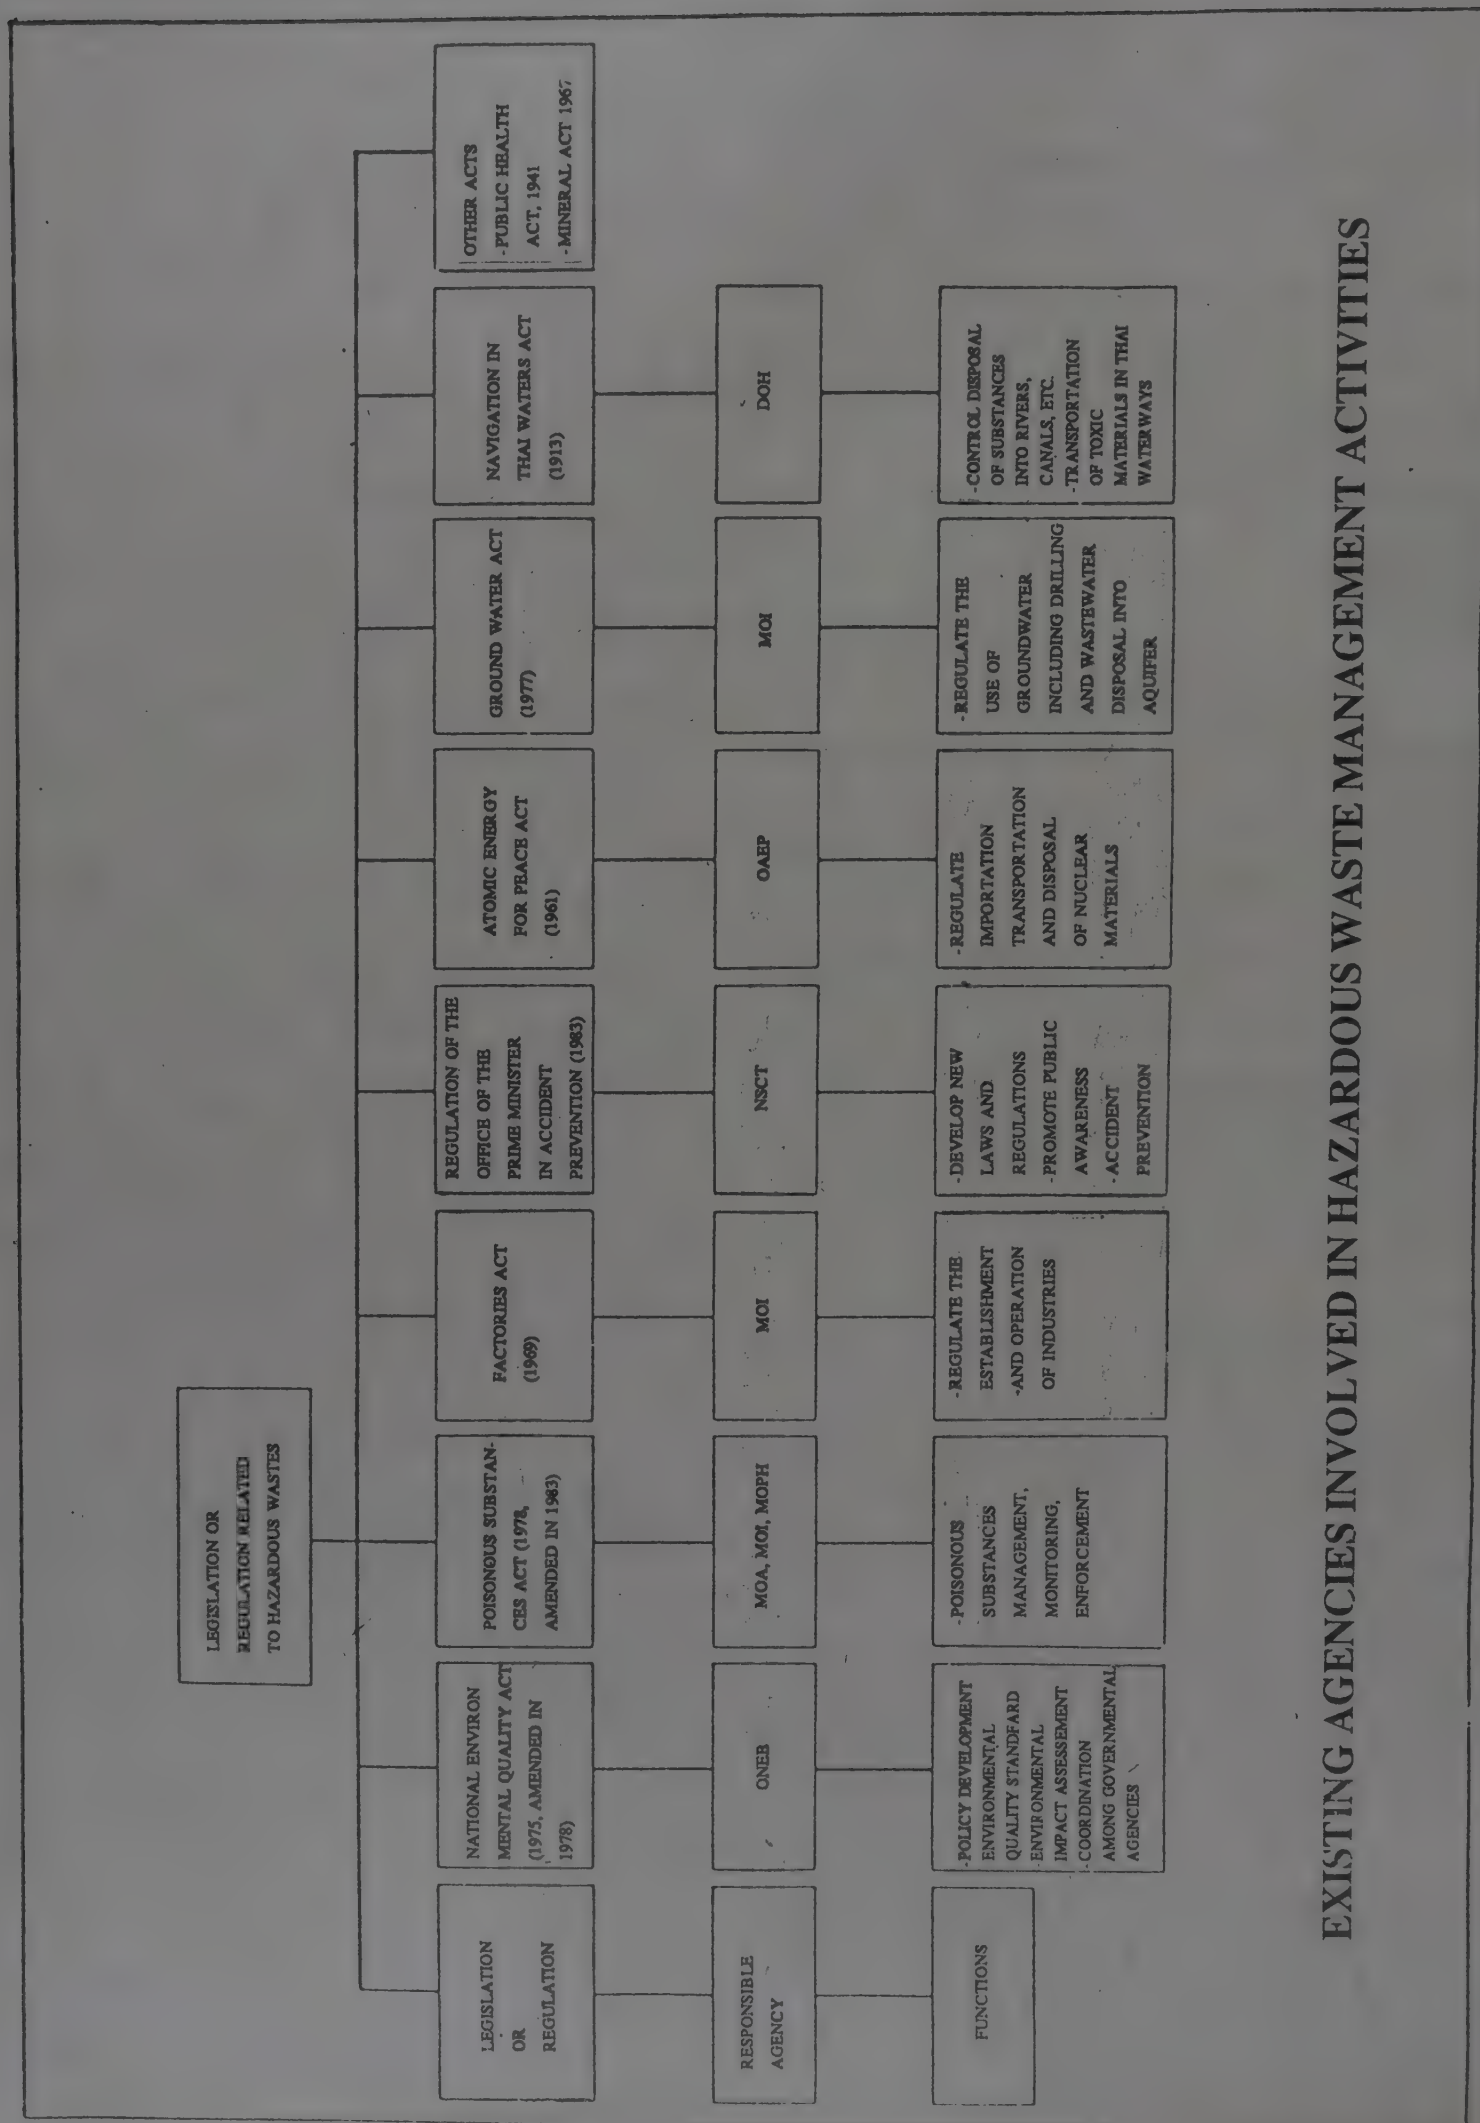 LEGISLATION OR
REGULATION RELATED
TO HAZARDOUS WASTES
LEGISLATION
OR
REGULATION
NATIONAL ENVIRON
MENTAL QUALITY ACT
(1975, AMENDED IN
1978)
POISONOUS SUBSTAN-
CES ACT (1978,
AMENDED IN 1983)
FACTORIES ACT
(1969)
REGULATION OF THE
OFFICE OF THE
PRIME MINISTER
IN ACCIDENT
PREVENTION (1983)
ATOMIC ENERGY
FOR PEACE ACT
(1961)
GROUND WATER ACT
(1977)
NAVIGATION IN
THAI WATERS ACT
(1913)
OTHER ACTS
-PUBLIC HEALTH
ACT, 1941
-MINERAL ACT 1967
RESPONSIBLE
AGENCY
ONEB
MOA, MOI, MOPH
MOI
NSCT
OAEP
MOI
DOH
FUNCTIONS
-POLICY DEVELOPMENT
ENVIRONMENTAL
QUALITY STANDFARD
-ENVIRONMENTAL
IMPACT ASSESSEMENT
-COORDINATION
AMONG GOVERNMENTAL
AGENCIES
-POISONOUS
SUBSTANCES
MANAGEMENT,
MONITORING,
ENFORCEMENT
-REGULATE THE
ESTABLISHMENT
-AND OPERATION
OF INDUSTRIES
-DEVELOP NEW
LAWS AND
REGULATIONS
-PROMOTE PUBLIC
AWARENESS
-ACCIDENT
PREVENTION
-REGULATE
IMPORTATION
TRANSPORTATION
AND DISPOSAL
OF NUCLEAR
MATERIALS
-REGULATE THE
USE OF
GROUNDWATER
INCLUDING DRILLING
AND WASTEWATER
DISPOSAL INTO
AQUIFER
-CONTROL DISPOSAL
OF SUBSTANCES
INTO RIVERS,
CANALS, ETC.
-TRANSPORTATION
OF TOXIC
MATERIALS IN THAI
WATERWAYS
EXISTING AGENCIES INVOLVED IN HAZARDOUS WASTE MANAGEMENT ACTIVITIES